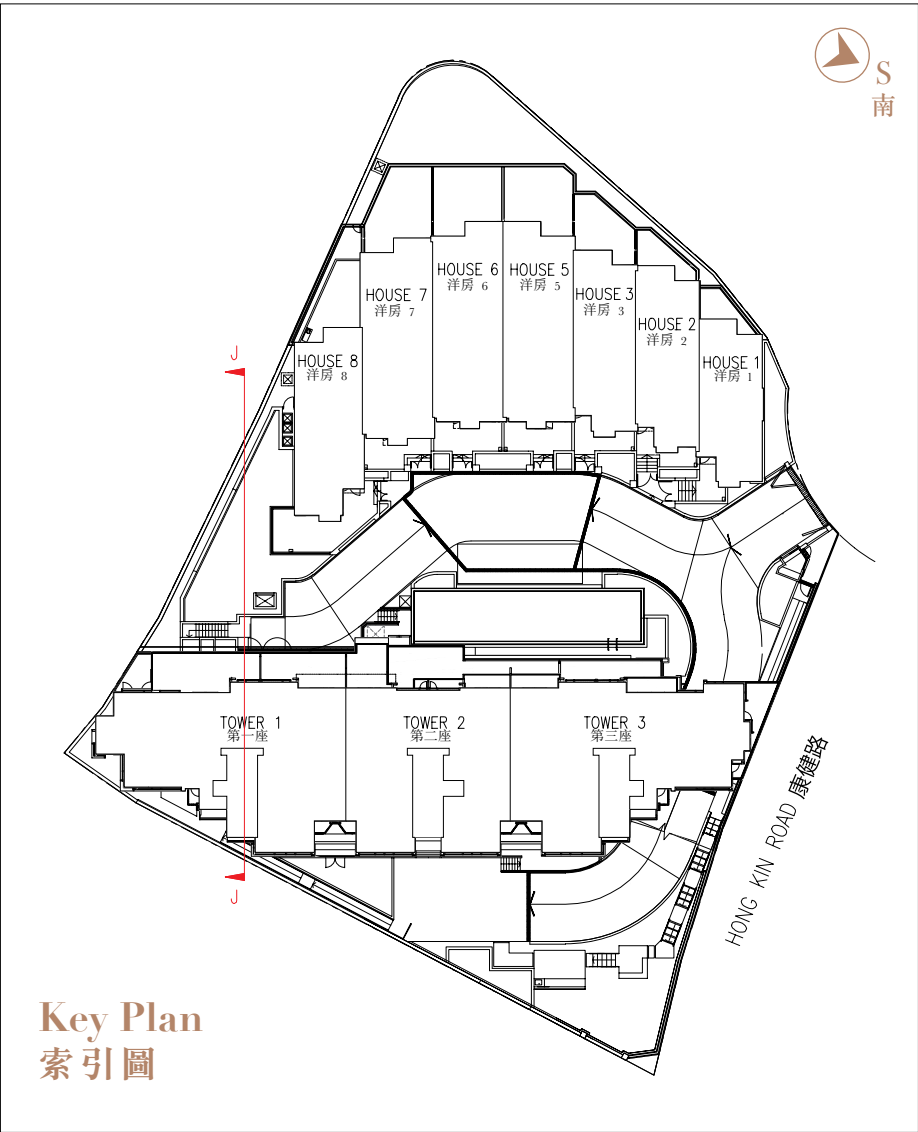 S
南
HOUSE 6
洋房 6
HOUSE 5
洋房 5
HOUSE 7
洋房 7
HOUSE 3
洋房 3
HOUSE 2
洋房 2
HOUSE 8
洋房 8
HOUSE 1
洋房 1
J
TOWER 1
第一座
TOWER 2
第二座
TOWER 3
第三座
HONG KIN ROAD 康健路
J
Key Plan
索引圖